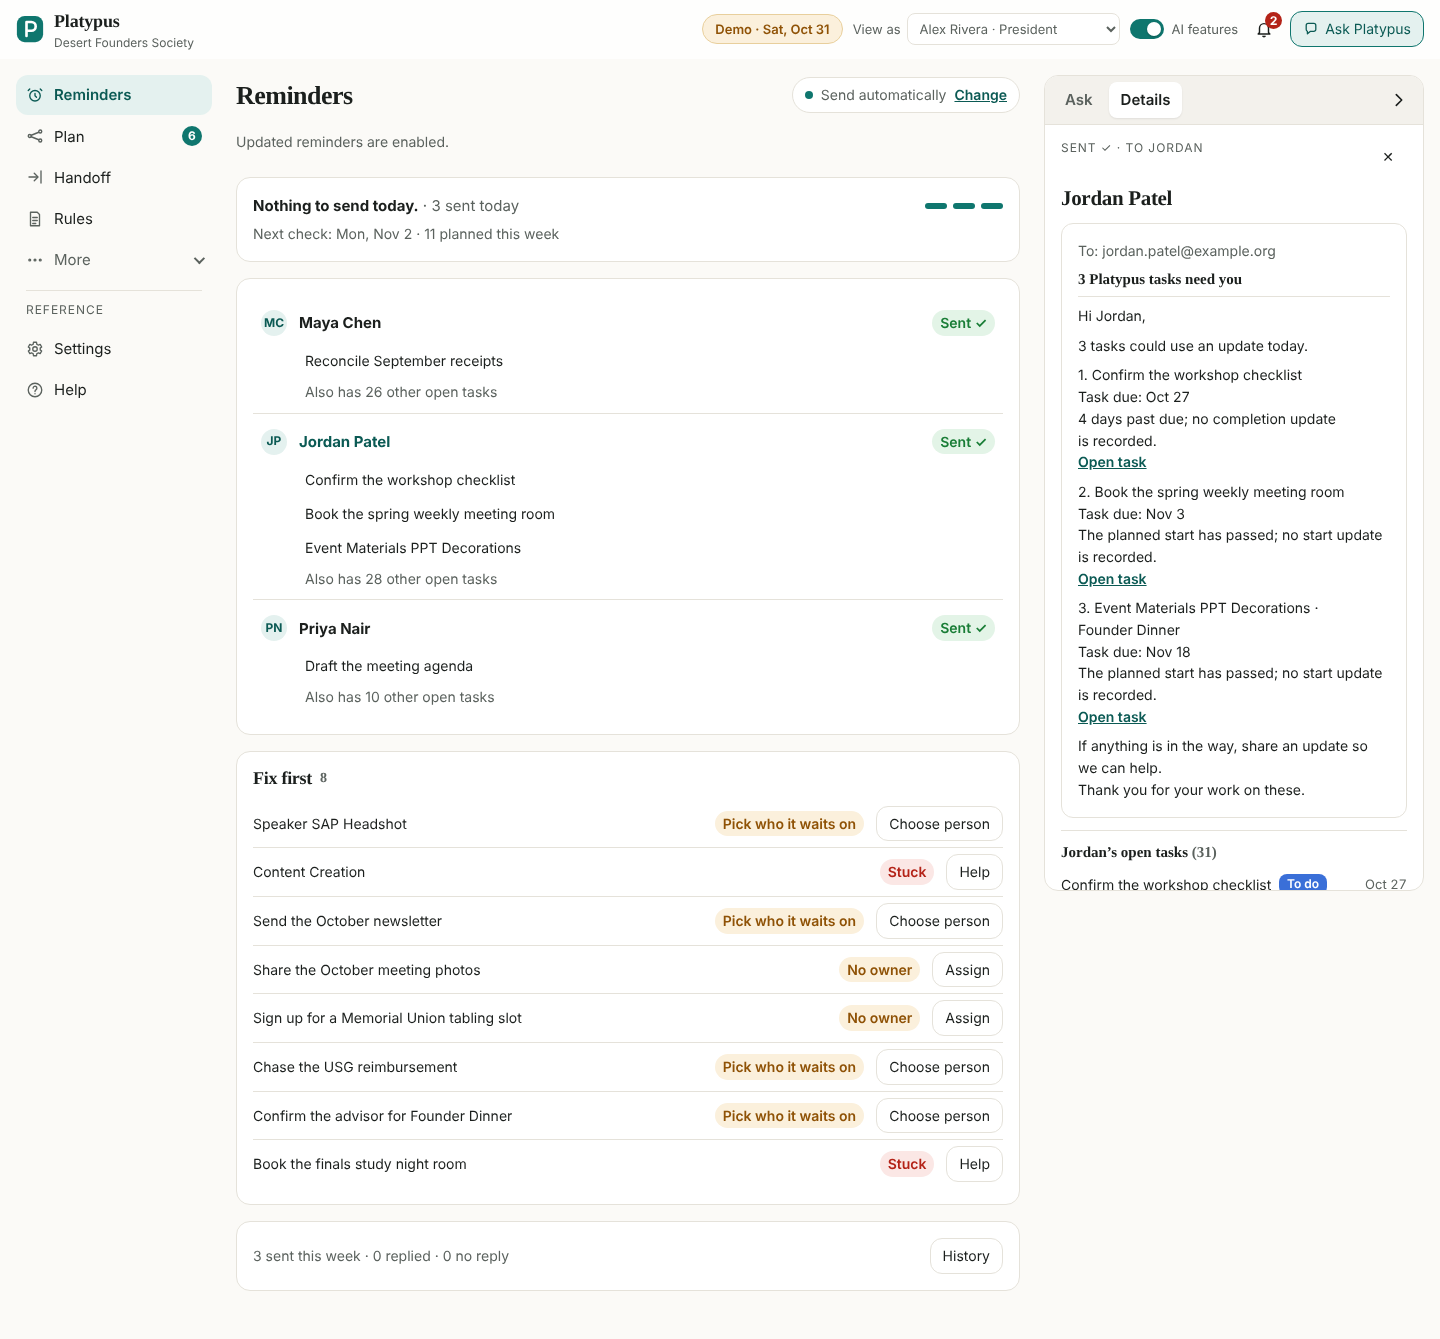 P
Platypus
Desert Founders Society
Demo · Sat, Oct 31
View as
Alex Rivera · President
AI features
2
Ask Platypus
Reminders
Plan
6
Handoff
Rules
More
REFERENCE
Settings
Help
Reminders
Send automatically Change
Updated reminders are enabled.
Nothing to send today. · 3 sent today
Next check: Mon, Nov 2 · 11 planned this week
MC Maya Chen Sent ✓
Reconcile September receipts
Also has 26 other open tasks
JP Jordan Patel Sent ✓
Confirm the workshop checklist
Book the spring weekly meeting room
Event Materials PPT Decorations
Also has 28 other open tasks
PN Priya Nair Sent ✓
Draft the meeting agenda
Also has 10 other open tasks
Fix first 8
Speaker SAP Headshot Pick who it waits on Choose person
Content Creation Stuck Help
Send the October newsletter Pick who it waits on Choose person
Share the October meeting photos No owner Assign
Sign up for a Memorial Union tabling slot No owner Assign
Chase the USG reimbursement Pick who it waits on Choose person
Confirm the advisor for Founder Dinner Pick who it waits on Choose person
Book the finals study night room Stuck Help
3 sent this week · 0 replied · 0 no reply History
Ask Details
SENT ✓ · TO JORDAN
Jordan Patel
To: jordan.patel@example.org
3 Platypus tasks need you
Hi Jordan,
3 tasks could use an update today.
1. Confirm the workshop checklist
Task due: Oct 27
4 days past due; no completion update
is recorded.
Open task
2. Book the spring weekly meeting room
Task due: Nov 3
The planned start has passed; no start update
is recorded.
Open task
3. Event Materials PPT Decorations ·
Founder Dinner
Task due: Nov 18
The planned start has passed; no start update
is recorded.
Open task
If anything is in the way, share an update so
we can help.
Thank you for your work on these.
Jordan’s open tasks (31)
Confirm the workshop checklist To do Oct 27